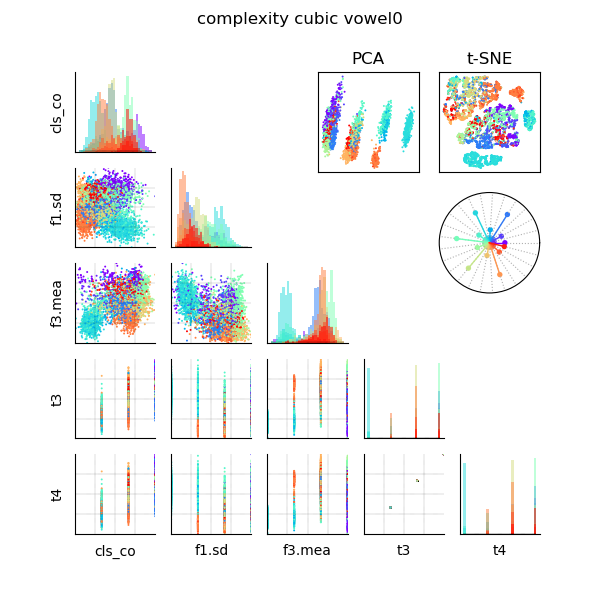 complexity cubic vowel0
PCA
t-SNE
cls_co
f1.sd
f3.mea
t3
t4
cls_co
f1.sd
f3.mea
t3
t4